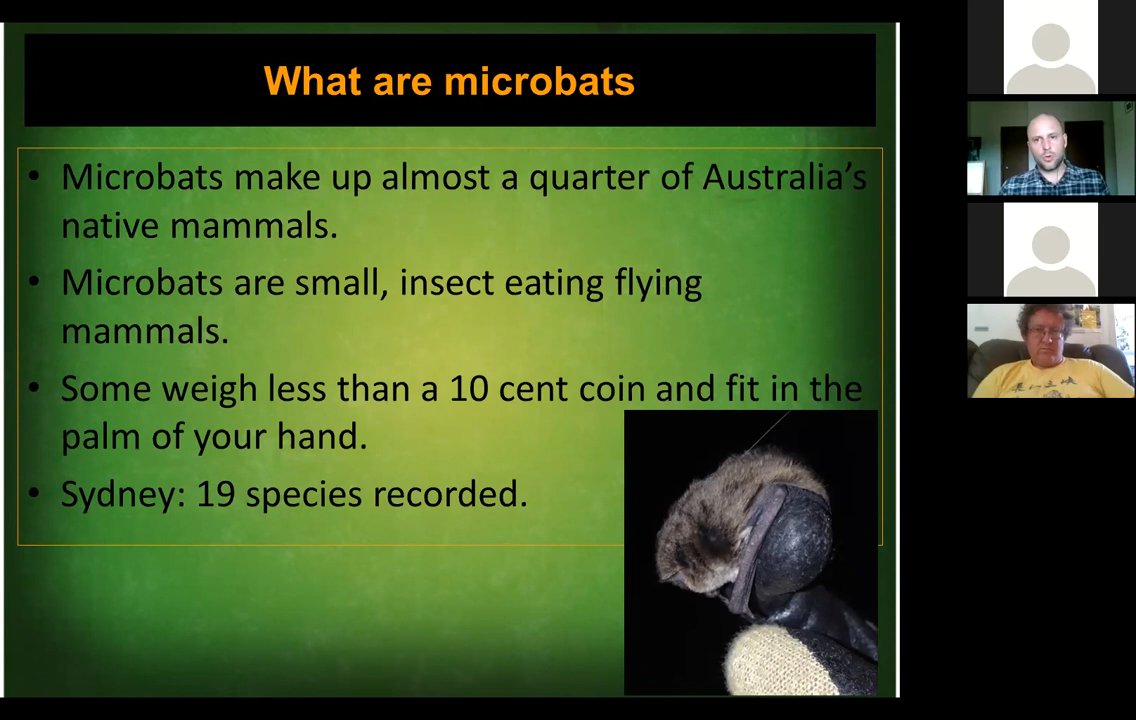 What are microbats
• Microbats make up almost a quarter of Australia’s
native mammals.
• Microbats are small, insect eating flying
mammals.
• Some weigh less than a 10 cent coin and fit in the
palm of your hand.
• Sydney: 19 species recorded.